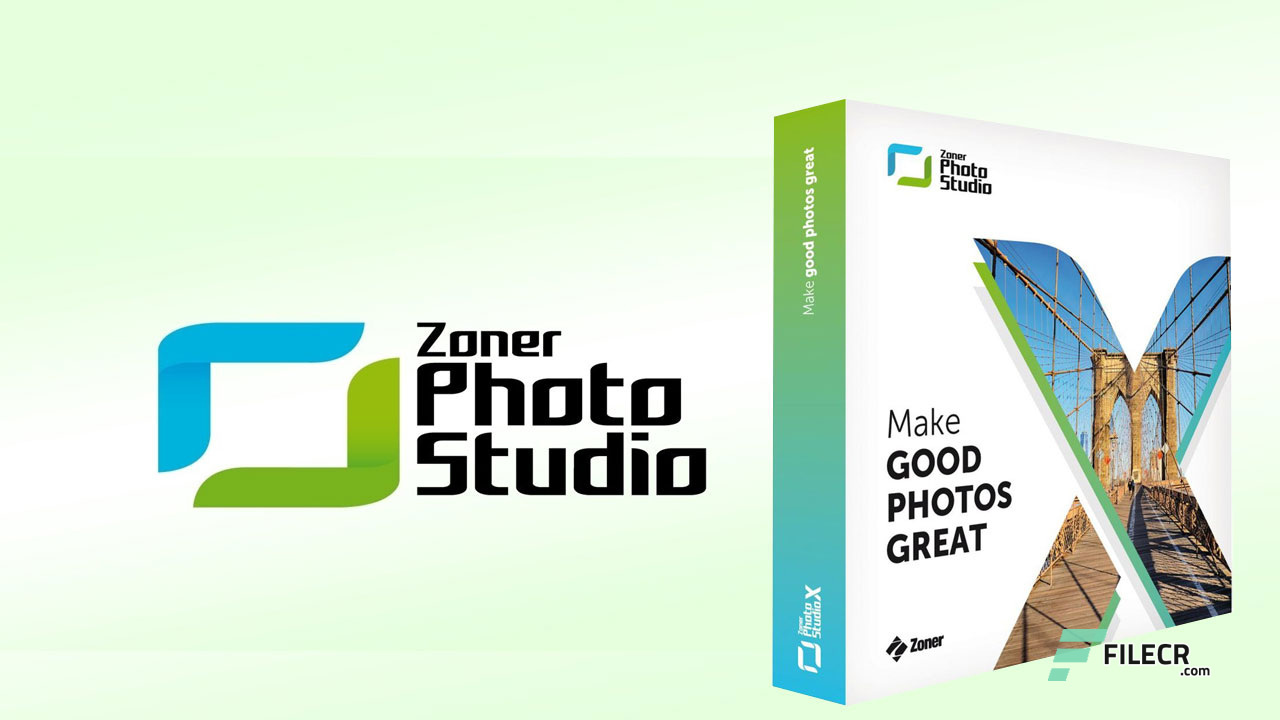 Zoner
Photo
Studio
Make good photos great
Zoner
Photo
Studio X
Zoner
Photo
Studio
Make
GOOD
PHOTOS
GREAT
Zoner
FILECR
.com